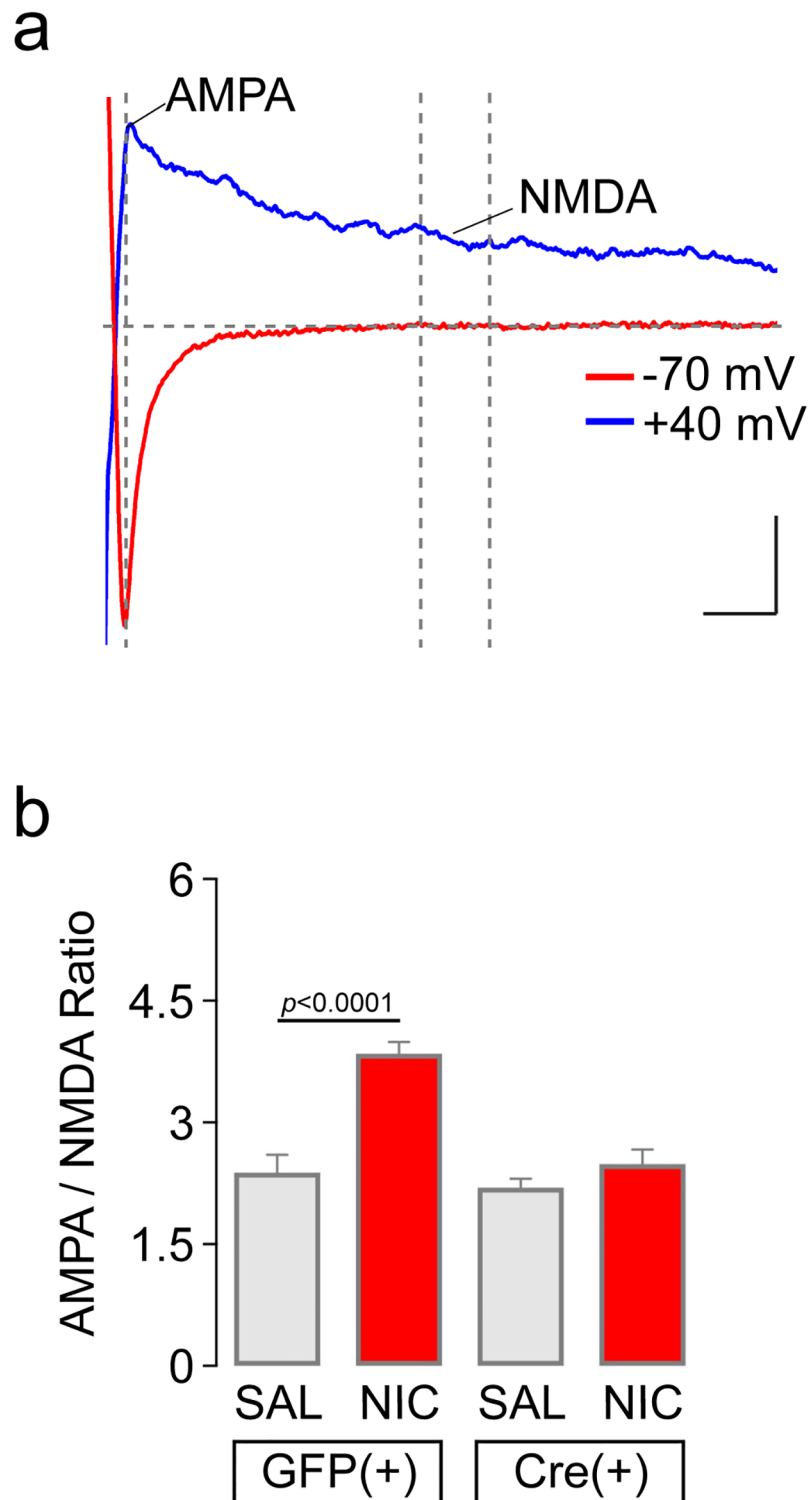 a
AMPA
NMDA
-70 mV
+40 mV
b
AMPA / NMDA Ratio
6
4.5
3
1.5
0
p<0.0001
SAL NIC SAL NIC
GFP(+) Cre(+)